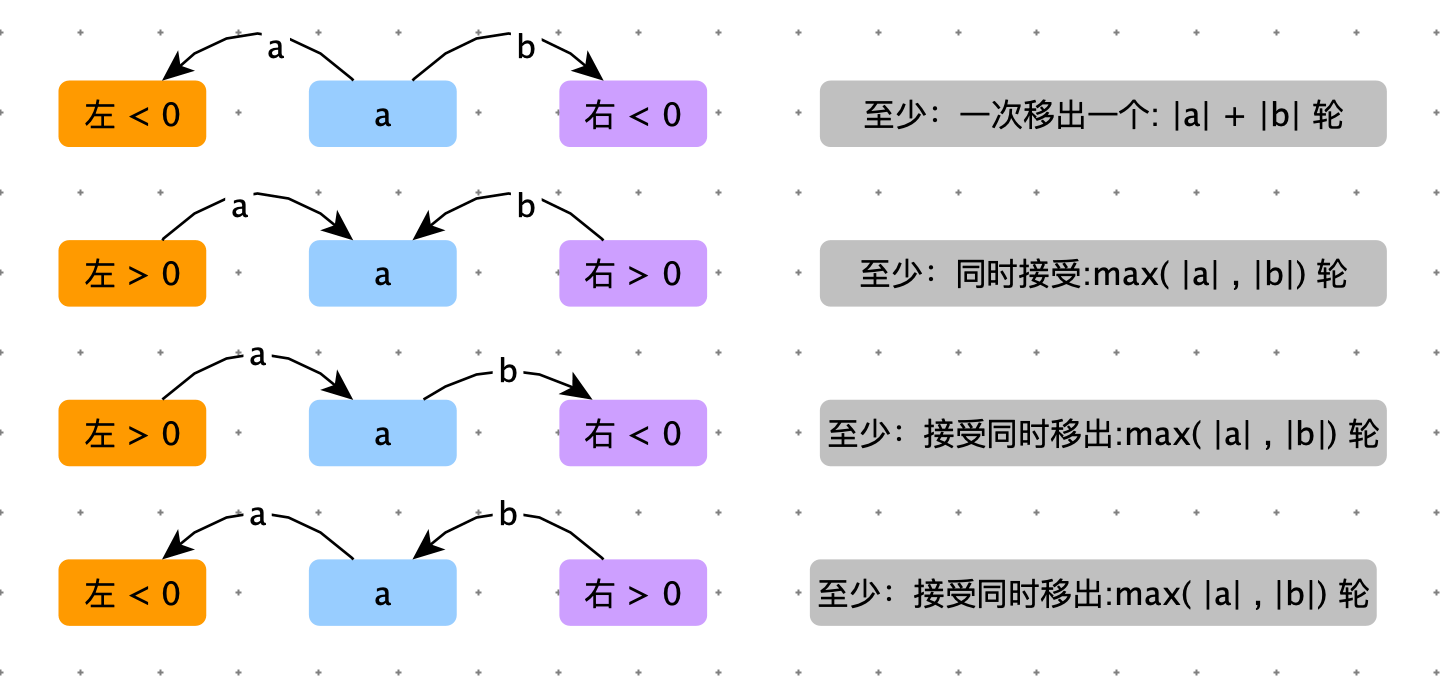 a b
左 < 0 a 右 < 0 至少：一次移出一个: |a| + |b| 轮
a b
左 > 0 a 右 > 0 至少：同时接受:max( |a| , |b|) 轮
a b
左 > 0 a 右 < 0 至少：接受同时移出:max( |a| , |b|) 轮
a b
左 < 0 a 右 > 0 至少：接受同时移出:max( |a| , |b|) 轮